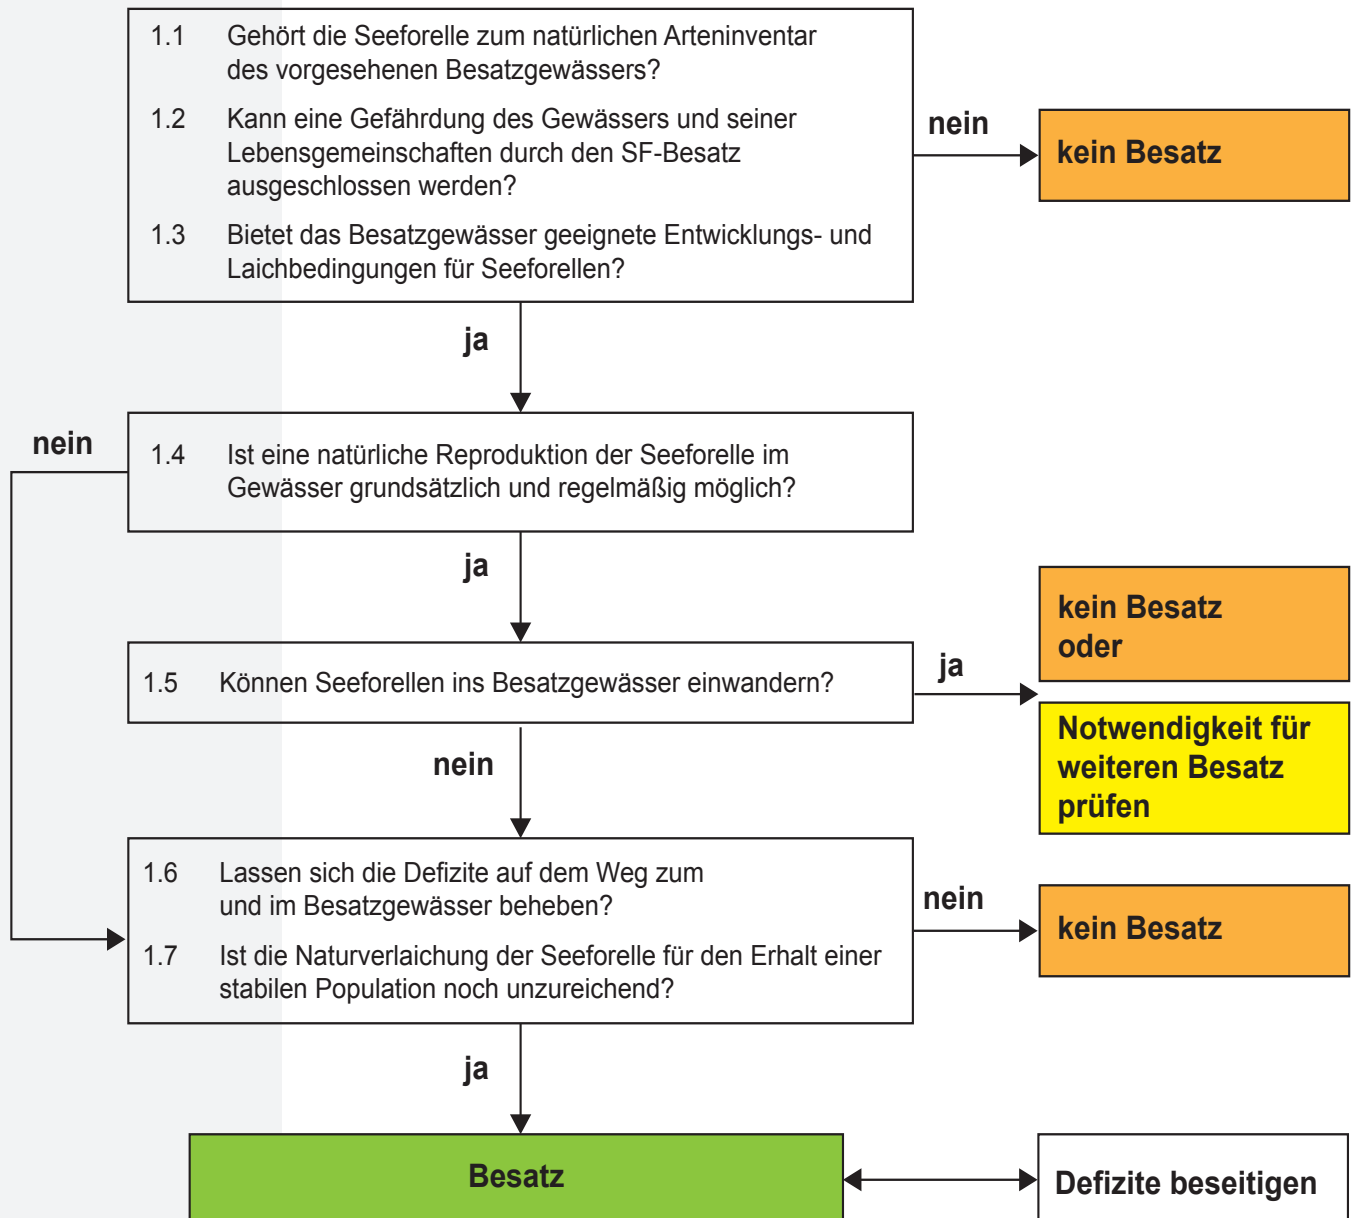 1.1 Gehört die Seeforelle zum natürlichen Arteninventar
des vorgesehenen Besatzgewässers?
1.2 Kann eine Gefährdung des Gewässers und seiner
Lebensgemeinschaften durch den SF-Besatz
ausgeschlossen werden?
1.3 Bietet das Besatzgewässer geeignete Entwicklungs- und
Laichbedingungen für Seeforellen?
nein
kein Besatz
ja
nein
1.4 Ist eine natürliche Reproduktion der Seeforelle im
Gewässer grundsätzlich und regelmäßig möglich?
ja
1.5 Können Seeforellen ins Besatzgewässer einwandern?
ja
kein Besatz
oder
Notwendigkeit für
weiteren Besatz
prüfen
nein
1.6 Lassen sich die Defizite auf dem Weg zum
und im Besatzgewässer beheben?
1.7 Ist die Naturverlaichung der Seeforelle für den Erhalt einer
stabilen Population noch unzureichend?
nein
kein Besatz
ja
Besatz
Defizite beseitigen